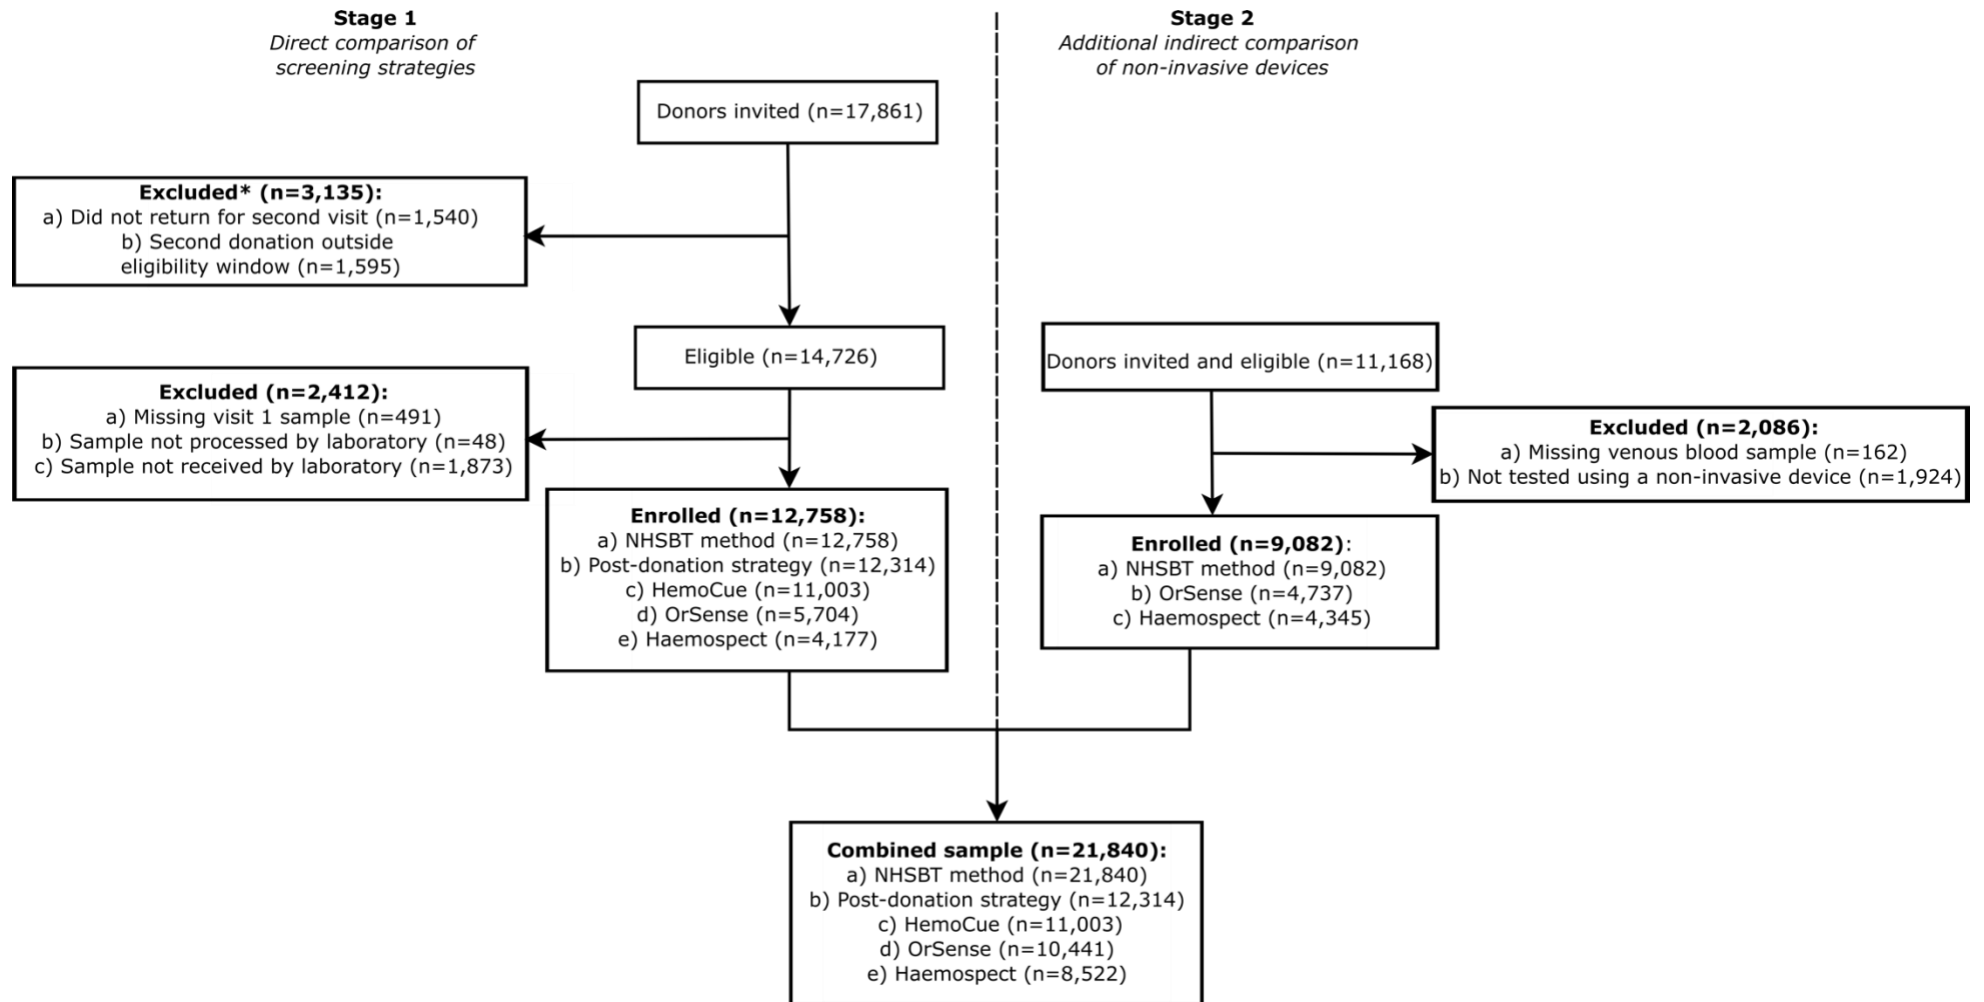 Stage 1
Direct comparison of
screening strategies
Stage 2
Additional indirect comparison
of non-invasive devices
Donors invited (n=17,861)
Excluded* (n=3,135):
a) Did not return for second visit (n=1,540)
b) Second donation outside
eligibility window (n=1,595)
Eligible (n=14,726)
Excluded (n=2,412):
a) Missing visit 1 sample (n=491)
b) Sample not processed by laboratory (n=48)
c) Sample not received by laboratory (n=1,873)
Enrolled (n=12,758):
a) NHSBT method (n=12,758)
b) Post-donation strategy (n=12,314)
c) HemoCue (n=11,003)
d) OrSense (n=5,704)
e) Haemospect (n=4,177)
Donors invited and eligible (n=11,168)
Excluded (n=2,086):
a) Missing venous blood sample (n=162)
b) Not tested using a non-invasive device (n=1,924)
Enrolled (n=9,082):
a) NHSBT method (n=9,082)
b) OrSense (n=4,737)
c) Haemospect (n=4,345)
Combined sample (n=21,840):
a) NHSBT method (n=21,840)
b) Post-donation strategy (n=12,314)
c) HemoCue (n=11,003)
d) OrSense (n=10,441)
e) Haemospect (n=8,522)